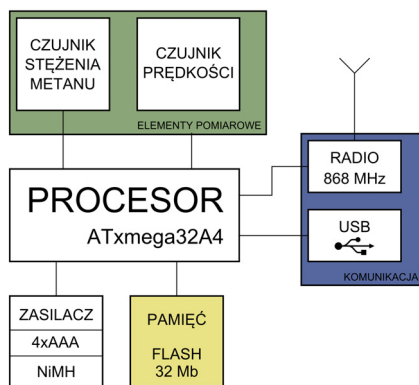 CZUJNIK
STĘŻENIA
METANU
CZUJNIK
PRĘDKOŚCI
ELEMENTY POMIAROWE
PROCESOR
ATxmega32A4
RADIO
868 MHz
USB
KOMUNIKACJA
ZASILACZ
4xAAA
NiMH
PAMIĘĆ
FLASH
32 Mb